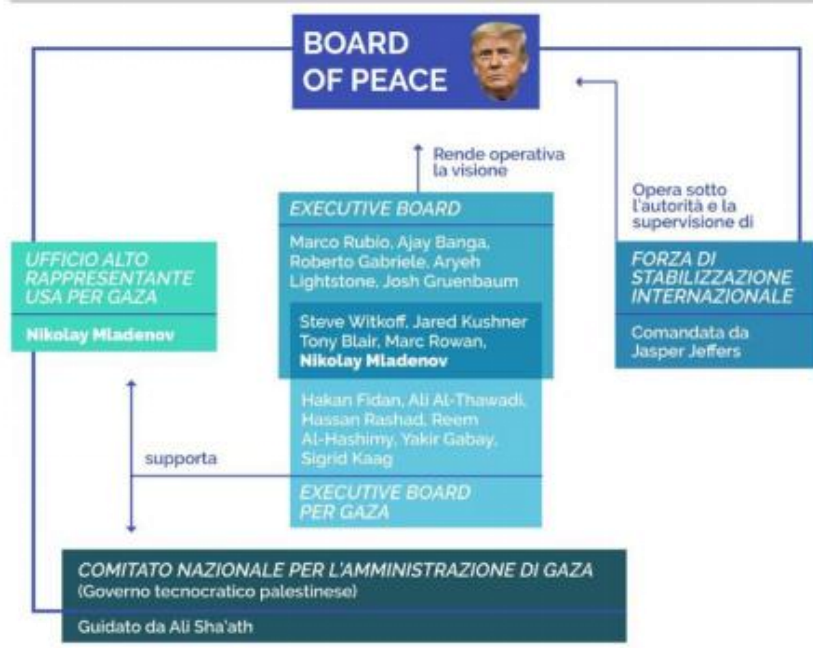 BOARD
OF PEACE
Rende operativa
la visione
EXECUTIVE BOARD
Marco Rubio, Ajay Banga,
Roberto Gabriele, Aryeh
Lightstone, Josh Gruenbaum
Steve Witkoff, Jared Kushner
Tony Blair, Marc Rowan,
Nikolay Mladenov
Hakan Fidan, Ali Al-Thawadi,
Hassan Rashad, Reem
Al-Hashimy, Yakir Gabay,
Sigrid Kaag
EXECUTIVE BOARD
PER GAZA
UFFICIO ALTO
RAPPRESENTANTE
USA PER GAZA
Nikolay Mladenov
supporta
Opera sotto
l'autorità e la
supervisione di
FORZA DI
STABILIZZAZIONE
INTERNAZIONALE
Comandata da
Jasper Jeffers
COMITATO NAZIONALE PER L'AMMINISTRAZIONE DI GAZA
(Governo tecnocratico palestinese)
Guidato da Ali Sha'ath